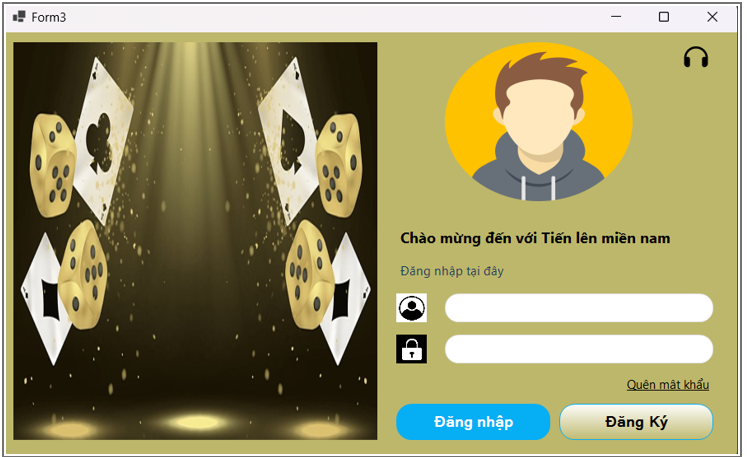 Form3
Chào mừng đến với Tiến lên miền nam
Đăng nhập tại đây
Quên mật khẩu
Đăng nhập
Đăng Ký